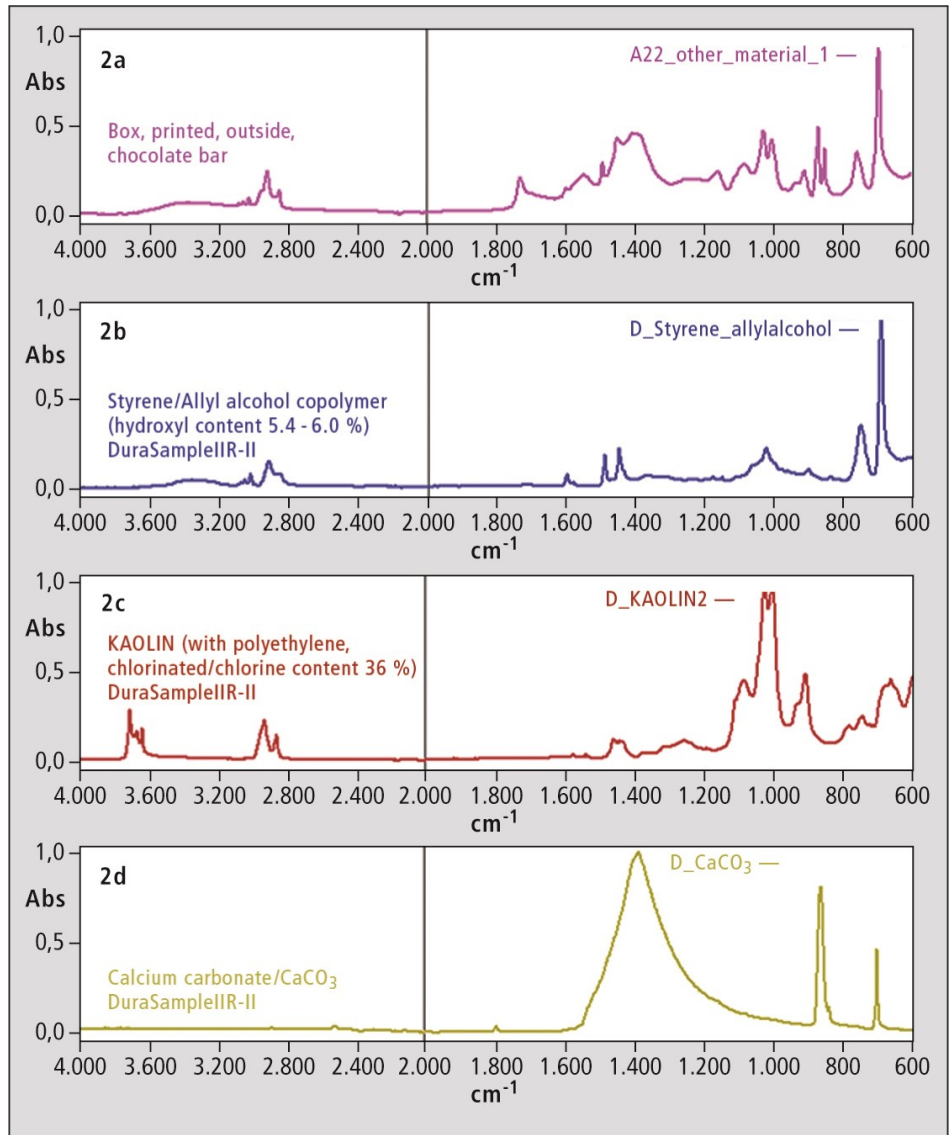 1,0
2a
A22_other_material_1
Abs
0,5
Box, printed, outside,
chocolate bar
0,0
4.000 3.600 3.200 2.800 2.400 2.000 1.600 1.400 1.200 1.000 800 600
cm-1
1,0
2b
D_Styrene_allylalcohol
Abs
0,5
Styrene/Allyl alcohol copolymer
(hydroxyl content 5.4 - 6.0 %)
DuraSampleIIR-II
0,0
4.000 3.600 3.200 2.800 2.400 2.000 1.600 1.400 1.200 1.000 800 600
cm-1
1,0
2c
D_KAOLIN2
Abs
0,5
KAOLIN (with polyethylene,
chlorinated/chlorine content 36 %)
DuraSampleIIR-II
0,0
4.000 3.600 3.200 2.800 2.400 2.000 1.600 1.400 1.200 1.000 800 600
cm-1
1,0
2d
D_CaCO3
Abs
0,5
Calcium carbonate/CaCO3
DuraSampleIIR-II
0,0
4.000 3.600 3.200 2.800 2.400 2.000 1.600 1.400 1.200 1.000 800 600
cm-1